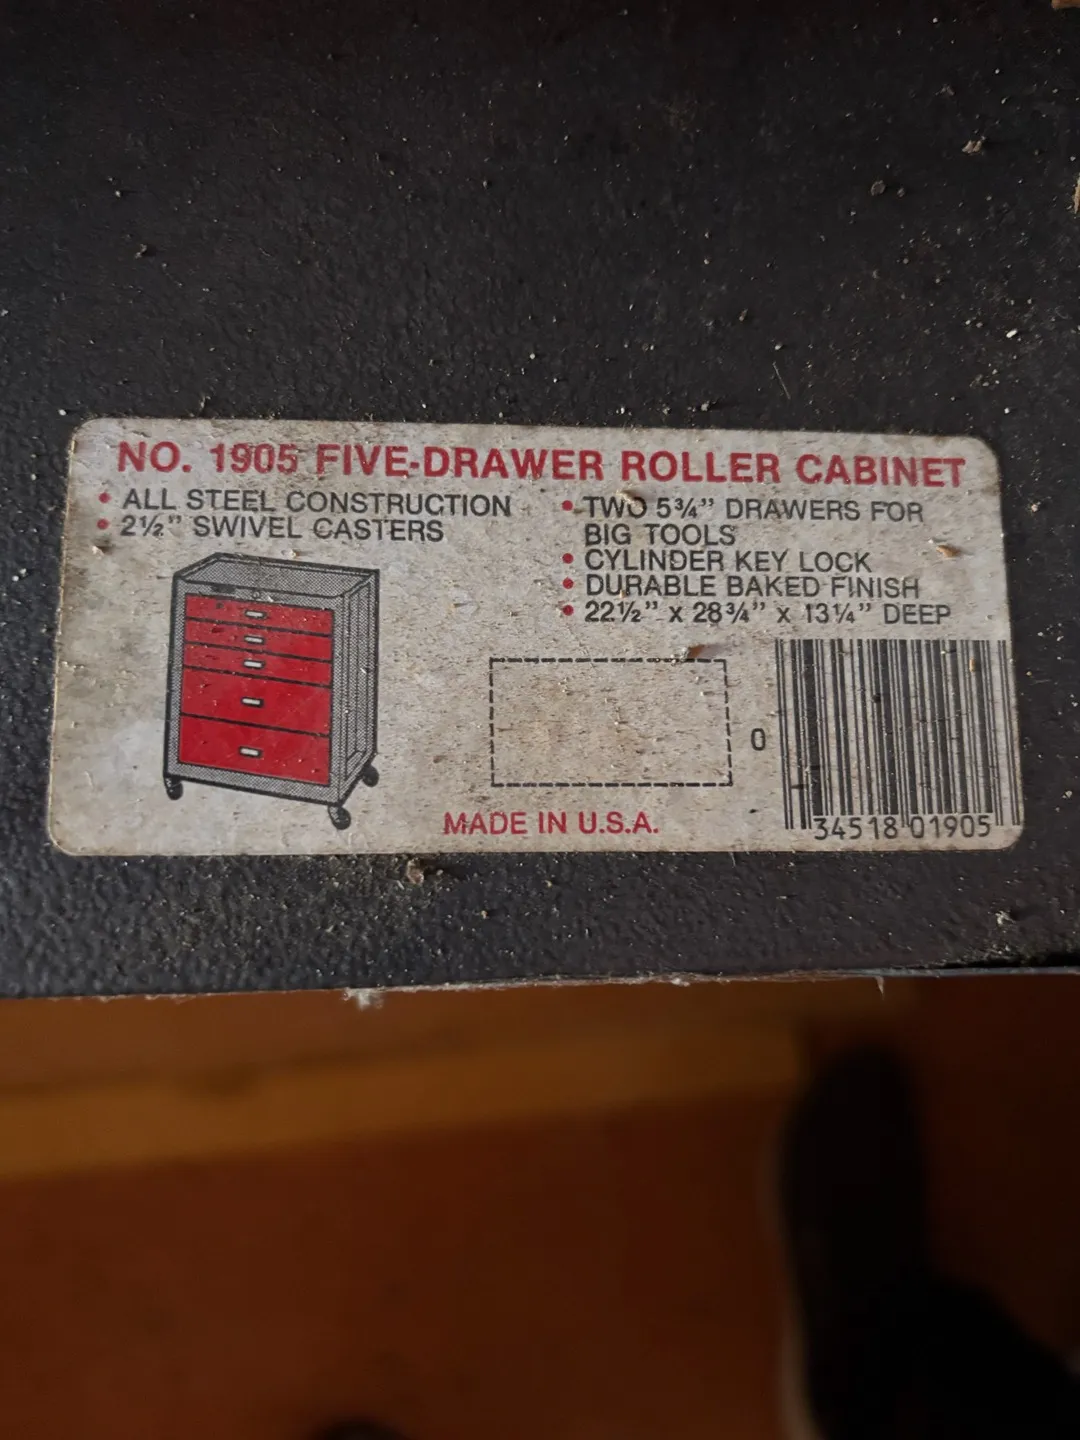 NO. 1905 FIVE-DRAWER ROLLER CABINET
• ALL STEEL CONSTRUCTION
• 2½" SWIVEL CASTERS
• TWO 5¾" DRAWERS FOR
BIG TOOLS
• CYLINDER KEY LOCK
• DURABLE BAKED FINISH
• 22½" x 28¾" x 13¼" DEEP
0
34518 01905
MADE IN U.S.A.